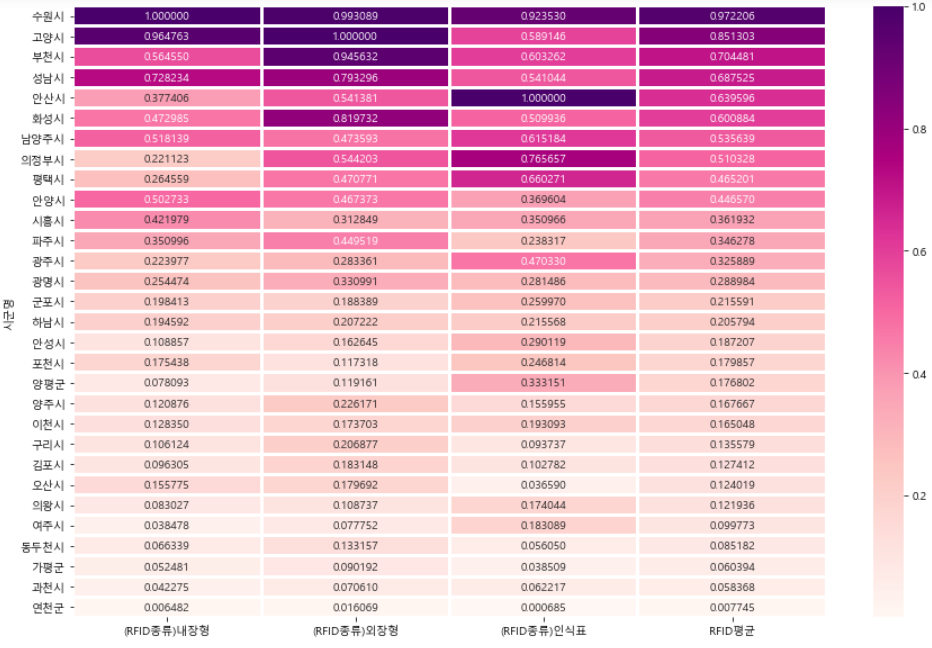 수원시 1.000000 0.993089 0.923530 0.972206 1.0
고양시 0.964763 1.000000 0.589146 0.851303
부천시 0.564550 0.945632 0.603262 0.704481
성남시 0.728234 0.793296 0.541044 0.687525
안산시 0.377406 0.541381 1.000000 0.639596
화성시 0.472985 0.819732 0.509936 0.600884 0.8
남양주시 0.518139 0.473593 0.615184 0.535639
의정부시 0.221123 0.544203 0.765657 0.510328
평택시 0.264559 0.470771 0.660271 0.465201
안양시 0.502733 0.467373 0.369604 0.446570
시흥시 0.421979 0.312849 0.350966 0.361932
파주시 0.350996 0.449519 0.238317 0.346278 0.6
광주시 0.223977 0.283361 0.470330 0.325889
광명시 0.254474 0.330991 0.281486 0.288984
군포시 0.198413 0.188389 0.259970 0.215591
시군명
하남시 0.194592 0.207222 0.215568 0.205794
안성시 0.108857 0.162645 0.290119 0.187207
포천시 0.175438 0.117318 0.246814 0.179857
양평군 0.078093 0.119161 0.333151 0.176802 0.4
양주시 0.120876 0.226171 0.155955 0.167667
이천시 0.128350 0.173703 0.193093 0.165048
구리시 0.106124 0.206877 0.093737 0.135579
김포시 0.096305 0.183148 0.102782 0.127412
오산시 0.155775 0.179692 0.036590 0.124019 0.2
의왕시 0.083027 0.108737 0.174044 0.121936
여주시 0.038478 0.077752 0.183089 0.099773
동두천시 0.066339 0.133157 0.056050 0.085182
가평군 0.052481 0.090192 0.038509 0.060394
과천시 0.042275 0.070610 0.062217 0.058368
연천군 0.006482 0.016069 0.000685 0.007745
(RFID종류)내장형 (RFID종류)외장형 (RFID종류)인식표 RFID평균